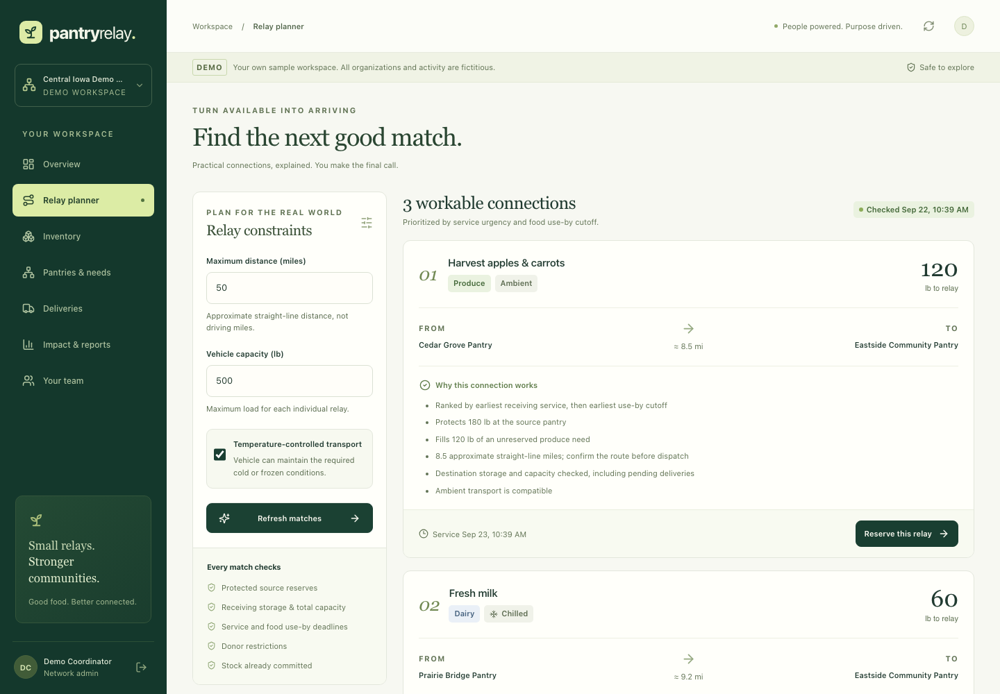 pantryrelay.
Central Iowa Demo ...
DEMO WORKSPACE
YOUR WORKSPACE
Overview
Relay planner
Inventory
Pantries & needs
Deliveries
Impact & reports
Your team
Small relays.
Stronger
communities.
Good food. Better connected.
DC
Demo Coordinator
Network admin
Workspace / Relay planner
People powered. Purpose driven.
D
DEMO Your own sample workspace. All organizations and activity are fictitious.
Safe to explore
TURN AVAILABLE INTO ARRIVING
Find the next good match.
Practical connections, explained. You make the final call.
PLAN FOR THE REAL WORLD
Relay constraints
Maximum distance (miles)
50
Approximate straight-line distance, not
driving miles.
Vehicle capacity (lb)
500
Maximum load for each individual relay.
Temperature-controlled transport
Vehicle can maintain the required
cold or frozen conditions.
Refresh matches
Every match checks
Protected source reserves
Receiving storage & total capacity
Service and food use-by deadlines
Donor restrictions
Stock already committed
3 workable connections
Prioritized by service urgency and food use-by cutoff.
Checked Sep 22, 10:39 AM
01
Harvest apples & carrots
Produce Ambient
120
lb to relay
FROM
Cedar Grove Pantry
≈ 8.5 mi
TO
Eastside Community Pantry
Why this connection works
Ranked by earliest receiving service, then earliest use-by cutoff
Protects 180 lb at the source pantry
Fills 120 lb of an unreserved produce need
8.5 approximate straight-line miles; confirm the route before dispatch
Destination storage and capacity checked, including pending deliveries
Ambient transport is compatible
Service Sep 23, 10:39 AM
Reserve this relay
02
Fresh milk
Dairy Chilled
60
lb to relay
FROM
Prairie Bridge Pantry
≈ 9.2 mi
TO
Eastside Community Pantry